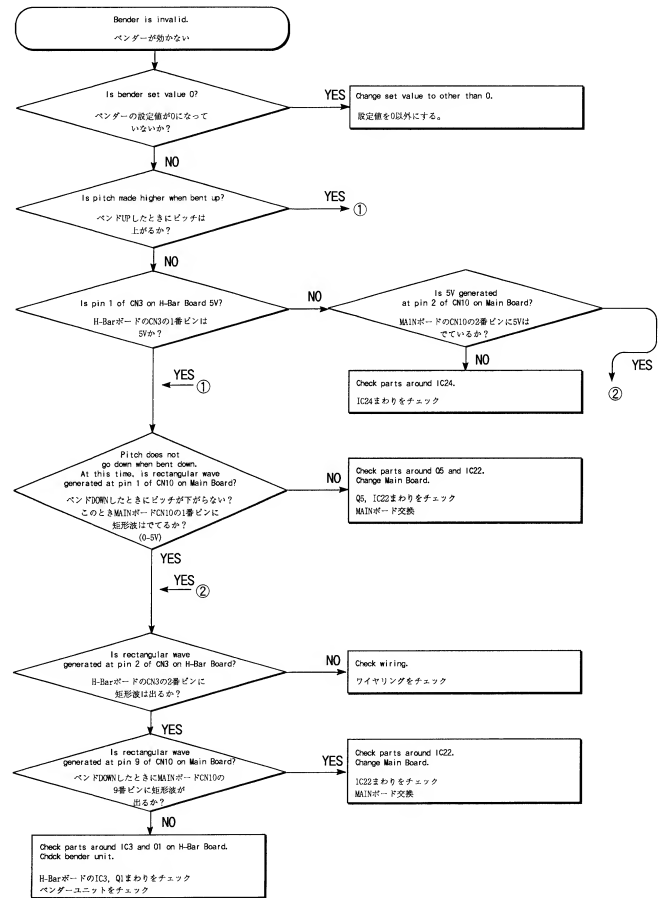 Bender is invalid.
ベンダーが効かない
Is bender set value 0?
ベンダーの設定値が0になって
いないか？
YES
Change set value to other than 0.
設定値を0以外にする。
NO
Is pitch made higher when bent up?
ベンドUPしたときにピッチは
上がるか？
YES
①
NO
Is pin 1 of CN3 on H-Bar Board 5V?
H-BarボードのCN3の1番ピンは
5Vか？
NO
Is 5V generated
at pin 2 of CN10 on Main Board?
MAINボードのCN10の2番ピンに5Vは
でているか？
YES
②
NO
Check parts around IC24.
IC24まわりをチェック
YES
①
Pitch does not
go down when bent down.
At this time, is rectangular wave
generated at pin 1 of CN10 on Main Board?
ベンドDOWNしたときにピッチが下がらない？
このときMAINボードCN10の1番ピンに
矩形波はでてるか？
(0-5V)
NO
Check parts around Q5 and IC22.
Change Main Board.
Q5, IC22まわりをチェック
MAINボード交換
YES
YES
②
Is rectangular wave
generated at pin 2 of CN3 on H-Bar Board?
H-BarボードのCN3の2番ピンに
矩形波は出るか？
NO
Check wiring.
ワイヤリングをチェック
YES
Is rectangular wave
generated at pin 9 of CN10 on Main Board?
ベンドDOWNしたときにMAINボードCN10の
9番ピンに矩形波が
出るか？
YES
Check parts around IC22.
Change Main Board.
IC22まわりをチェック
MAINボード交換
NO
Check parts around IC3 and Q1 on H-Bar Board.
Chdck bender unit.
H-BarボードのIC3, Q1まわりをチェック
ベンダーユニットをチェック